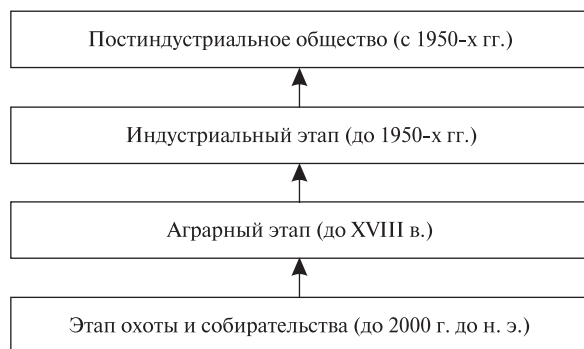 Постиндустриальное общество (с 1950-х гг.)
Индустриальный этап (до 1950-х гг.)
Аграрный этап (до XVIII в.)
Этап охоты и собирательства (до 2000 г. до н. э.)